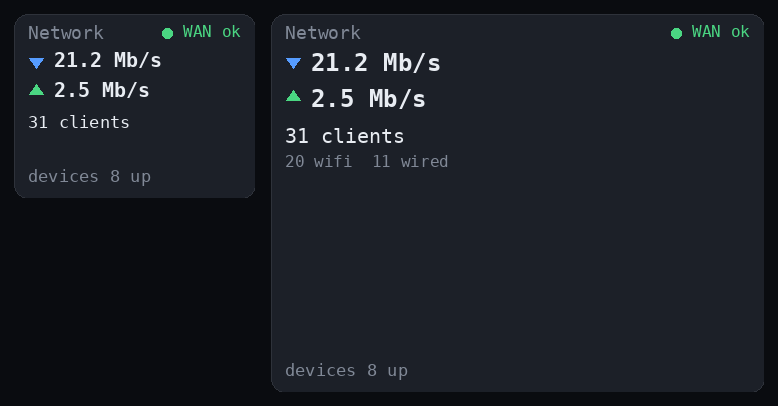 Network WAN ok
21.2 Mb/s
2.5 Mb/s
31 clients
devices 8 up
Network WAN ok
21.2 Mb/s
2.5 Mb/s
31 clients
20 wifi 11 wired
devices 8 up